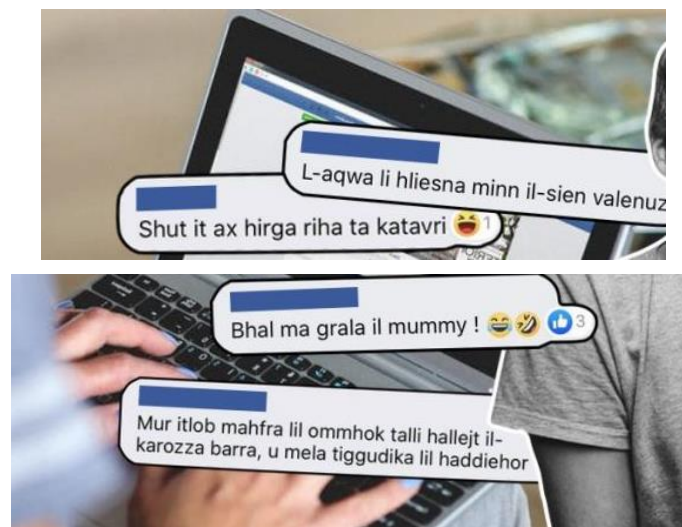 L-aqwa li hliesna minn il-sien valenuz
Shut it ax hirga riha ta katavri 😆 1
Bhal ma grala il mummy ! 😂🤣 👍 3
Mur itlob mahfra lil ommhok talli hallejt il-
karozza barra, u mela tiggudika lil haddiehor